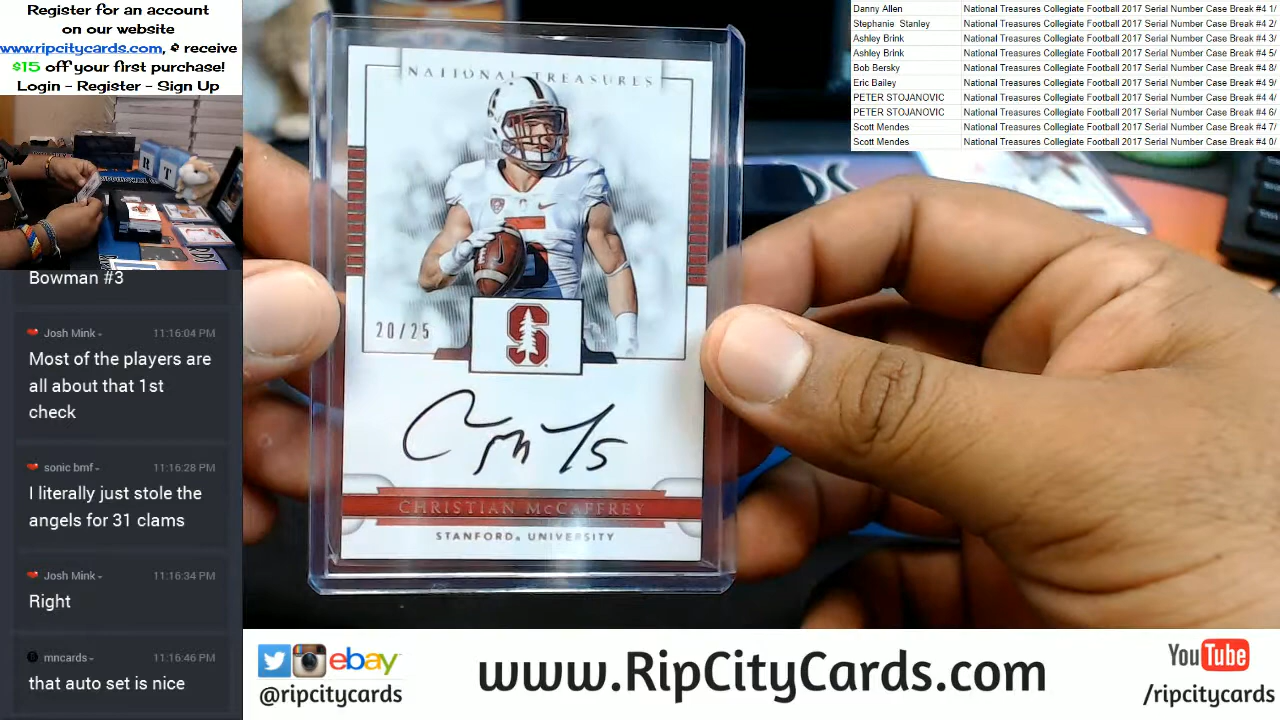 Register for an account
on our website
www.ripcitycards.com, & receive
$15 off your first purchase!
Login - Register - Sign Up
Danny Allen National Treasures Collegiate Football 2017 Serial Number Case Break #4 1/
Stephanie Stanley National Treasures Collegiate Football 2017 Serial Number Case Break #4 2/
Ashley Brink National Treasures Collegiate Football 2017 Serial Number Case Break #4 3/
Ashley Brink National Treasures Collegiate Football 2017 Serial Number Case Break #4 5/
Bob Bersky National Treasures Collegiate Football 2017 Serial Number Case Break #4 8/
Eric Bailey National Treasures Collegiate Football 2017 Serial Number Case Break #4 9/
PETER STOJANOVIC National Treasures Collegiate Football 2017 Serial Number Case Break #4 4/
PETER STOJANOVIC National Treasures Collegiate Football 2017 Serial Number Case Break #4 6/
Scott Mendes National Treasures Collegiate Football 2017 Serial Number Case Break #4 7/
Scott Mendes National Treasures Collegiate Football 2017 Serial Number Case Break #4 0/
R
T
Bowman #3
Josh Mink 11:16:04 PM
Most of the players are
all about that 1st
check
sonic bmf 11:16:28 PM
I literally just stole the
angels for 31 clams
Josh Mink 11:16:34 PM
Right
mncards 11:16:46 PM
that auto set is nice
NATIONAL TREASURES
5
20/25
S
CHRISTIAN McCAFFREY
STANFORD UNIVERSITY
ebay
@ripcitycards
www.RipCityCards.com
YouTube
/ripcitycards